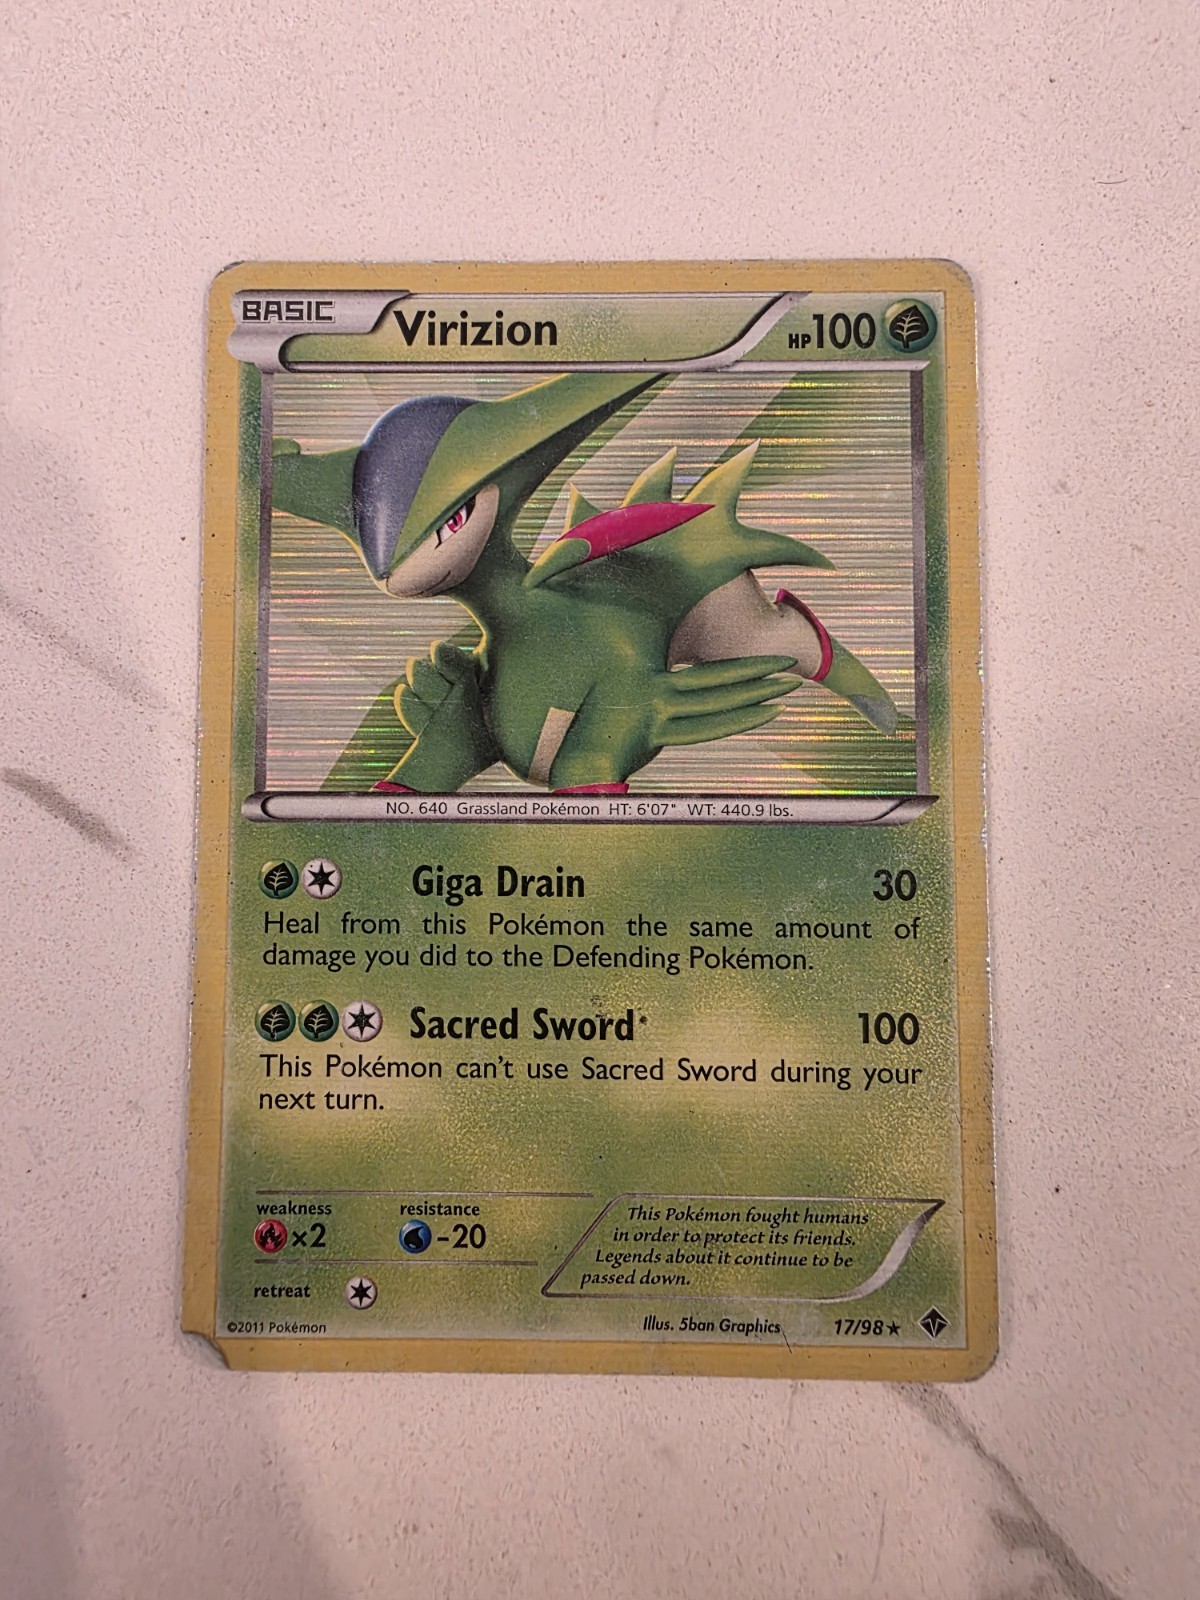 BASIC Virizion HP100
NO. 640 Grassland Pokémon HT: 6'07" WT: 440.9 lbs.
Giga Drain 30
Heal from this Pokémon the same amount of
damage you did to the Defending Pokémon.
Sacred Sword 100
This Pokémon can't use Sacred Sword during your
next turn.
weakness resistance
×2 -20
retreat
This Pokémon fought humans
in order to protect its friends.
Legends about it continue to be
passed down.
©2011 Pokémon Illus. 5ban Graphics 17/98★